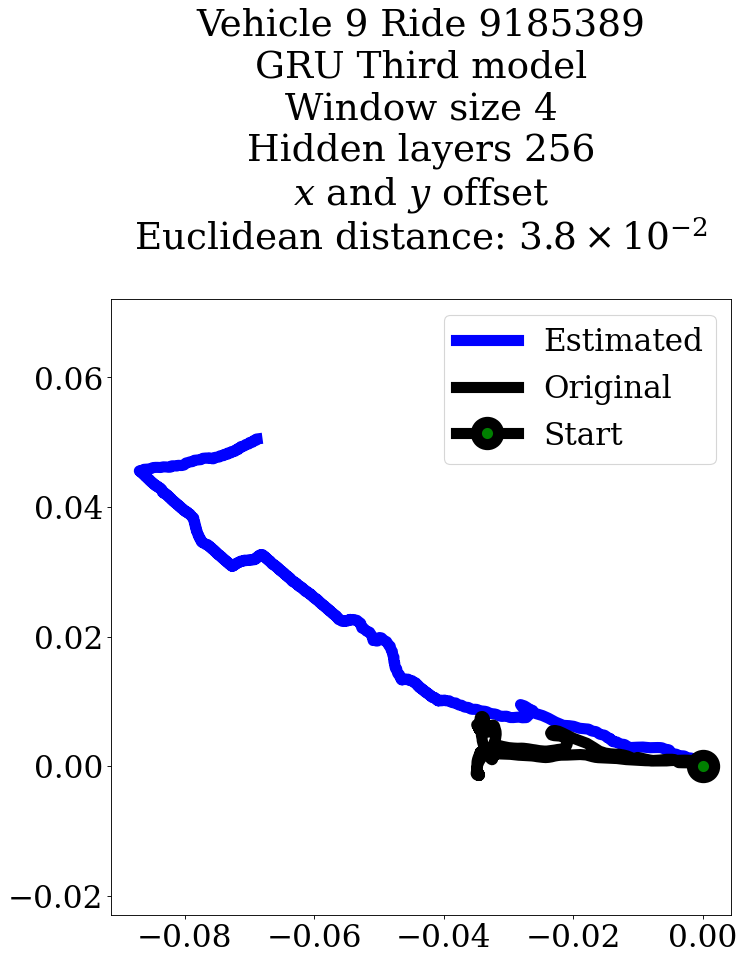 Vehicle 9 Ride 9185389
GRU Third model
Window size 4
Hidden layers 256
x and y offset
Euclidean distance: 3.8 × 10⁻²
Estimated
Original
Start
0.06
0.04
0.02
0.00
−0.02
−0.08 −0.06 −0.04 −0.02 0.00